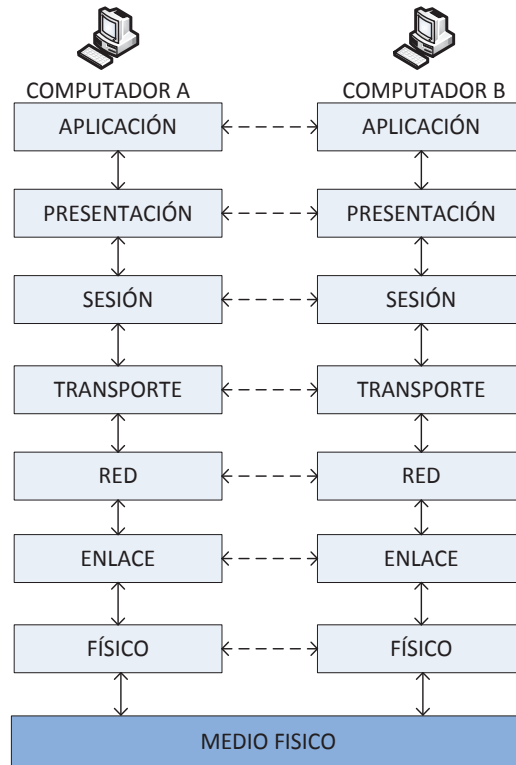 COMPUTADOR A COMPUTADOR B
APLICACIÓN APLICACIÓN
PRESENTACIÓN PRESENTACIÓN
SESIÓN SESIÓN
TRANSPORTE TRANSPORTE
RED RED
ENLACE ENLACE
FÍSICO FÍSICO
MEDIO FISICO